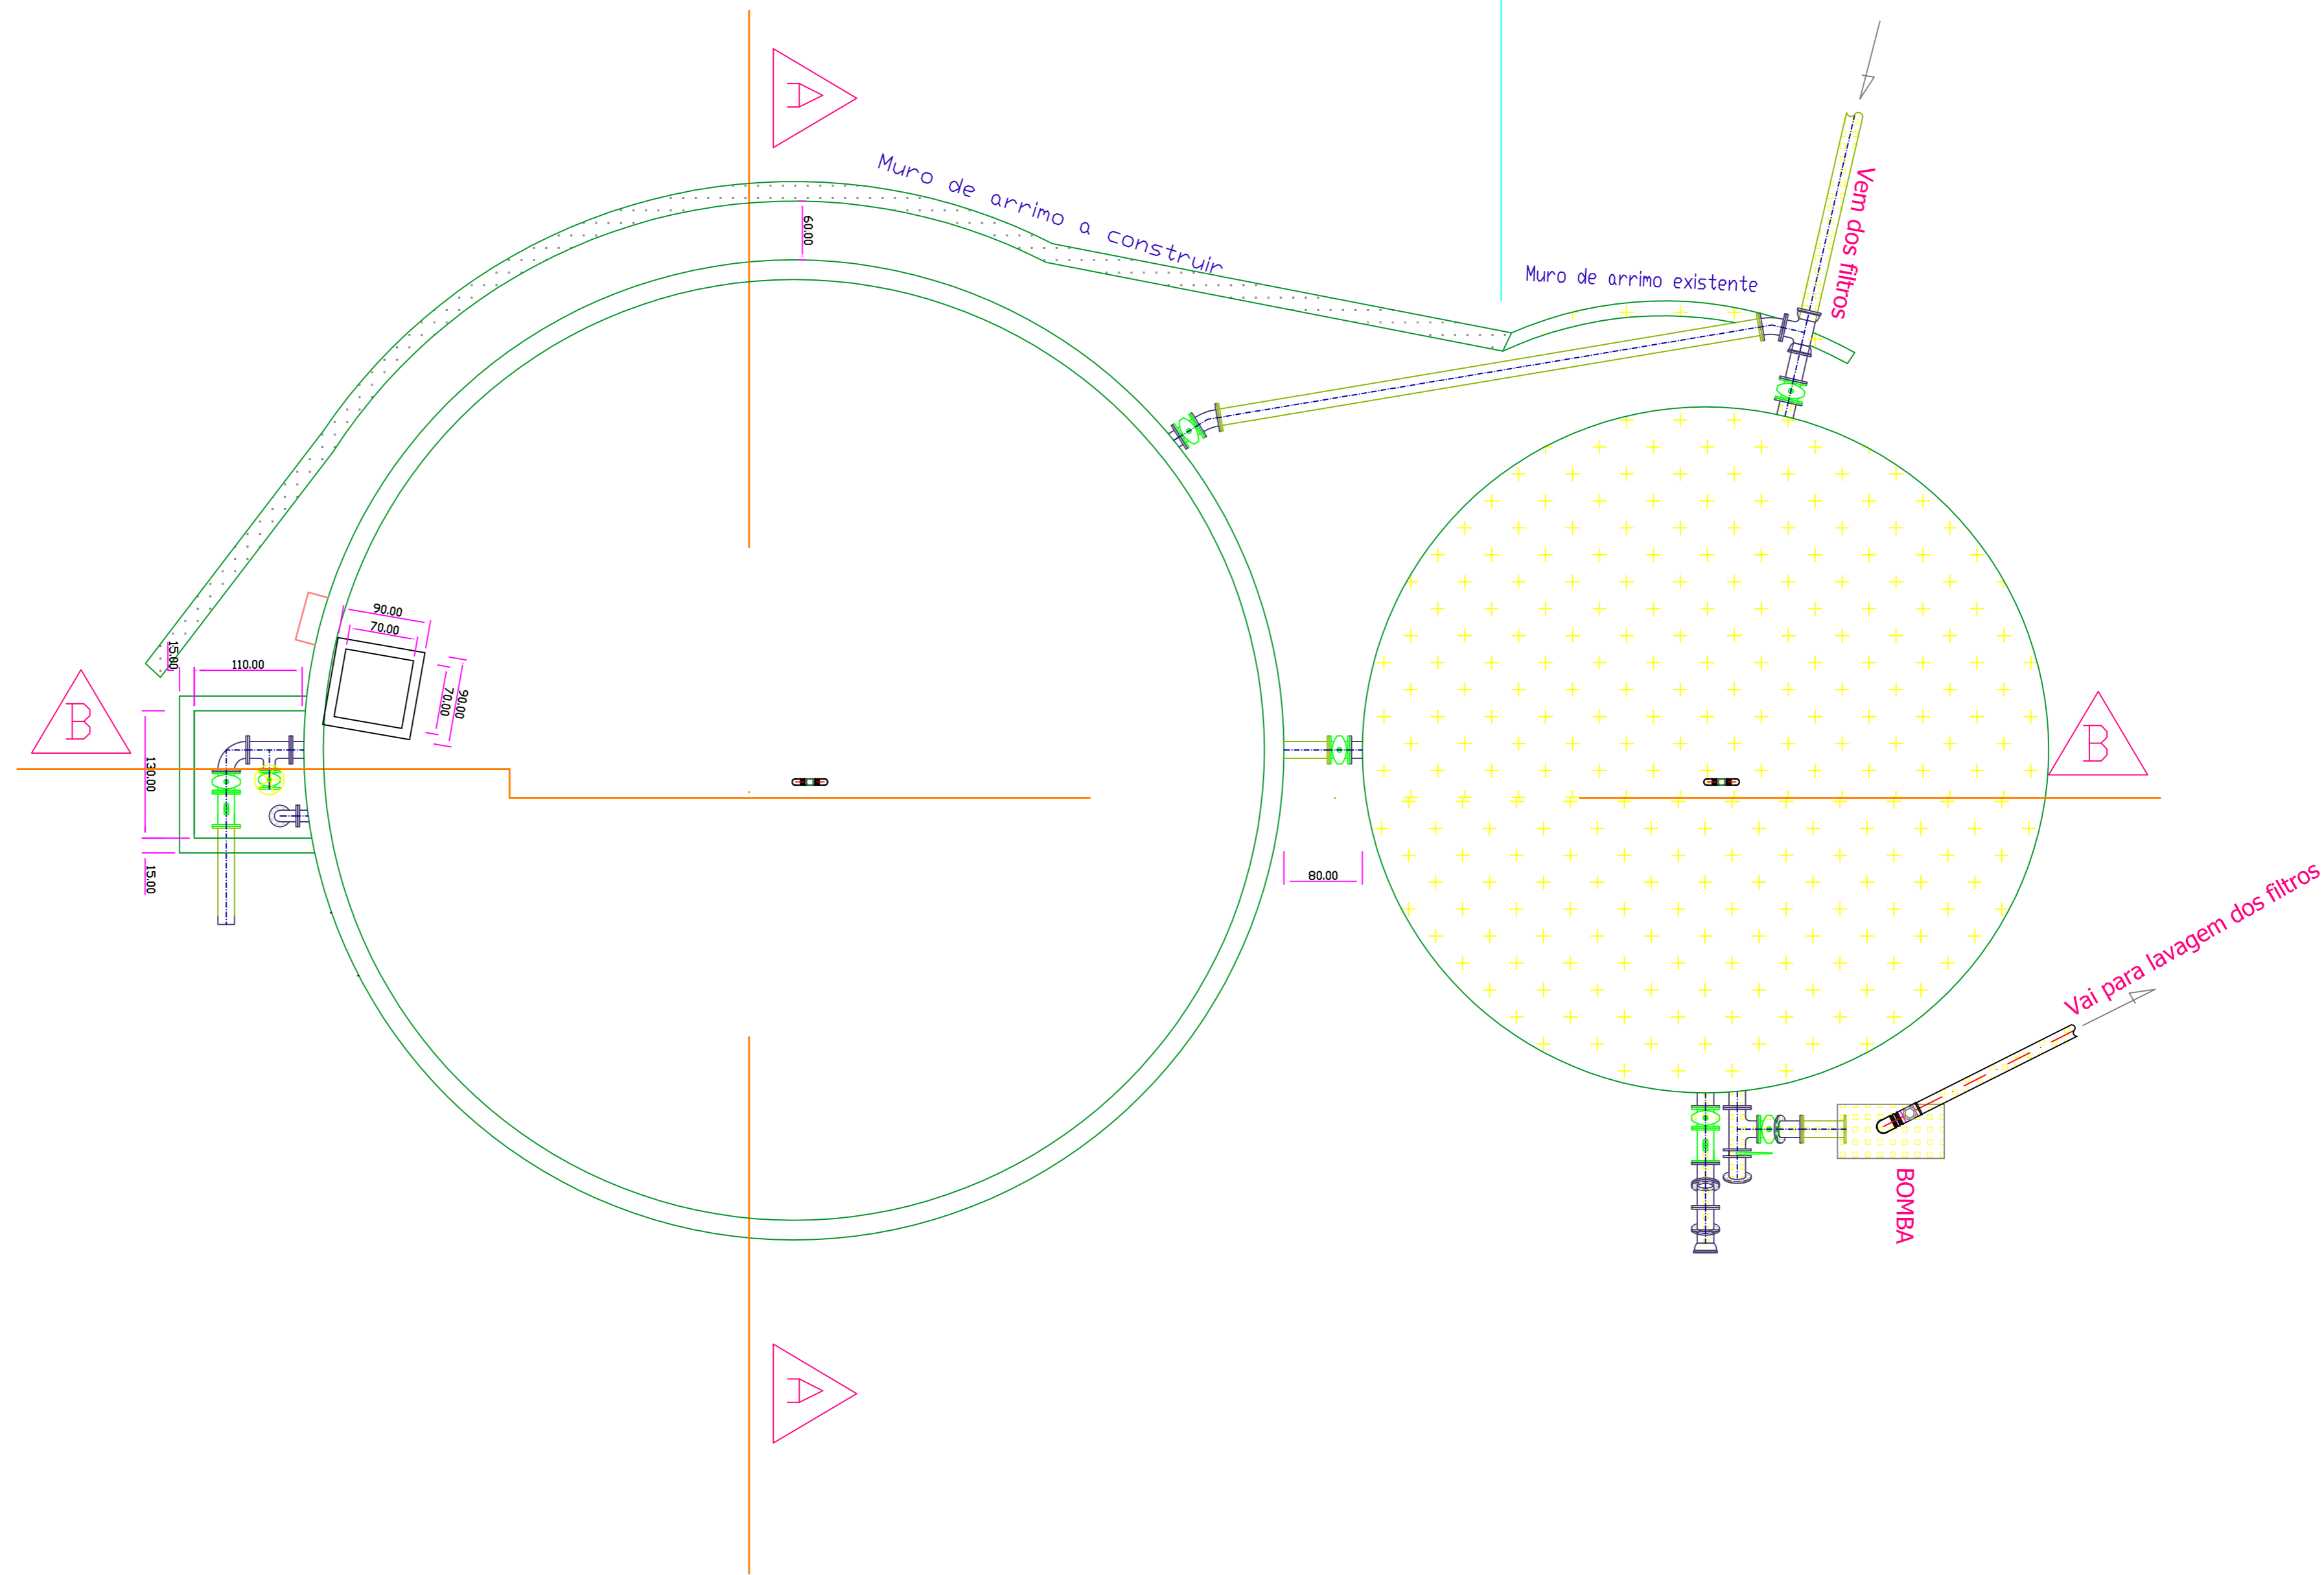 A
Muro de arrimo a construir
Vem dos filtros
60.00
Muro de arrimo existente
90.00
70.00
15.00
110.00
70.00
90.00
B
B
130.00
15.00
80.00
Vai para lavagem dos filtros
BOMBA
A